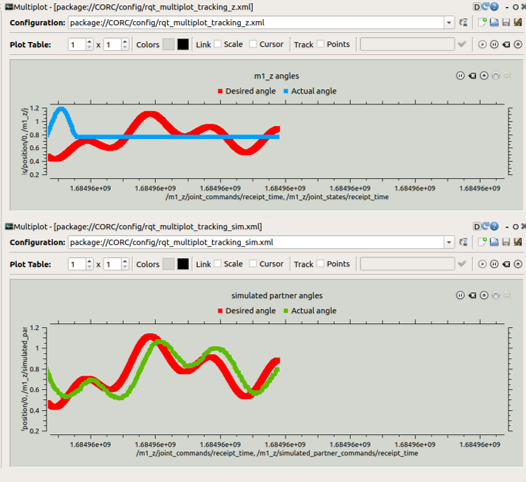 Multiplot - [package://CORC/config/rqt_multiplot_tracking_z.xml]
Configuration: package://CORC/config/rqt_multiplot_tracking_z.xml
Plot Table: 1 x 1 Colors Link Scale Cursor Track Points
m1_z angles
Desired angle Actual angle
1.2
1
0.8
0.6
0.4
0.2
ls/position/0, /m1_z/j
1.68496e+09 1.68496e+09 1.68496e+09 1.68496e+09 1.68496e+09 1.68496e+09 1.68496e+09
/m1_z/joint_commands/receipt_time, /m1_z/joint_states/receipt_time
Multiplot - [package://CORC/config/rqt_multiplot_tracking_sim.xml]
Configuration: package://CORC/config/rqt_multiplot_tracking_sim.xml
Plot Table: 1 x 1 Colors Link Scale Cursor Track Points
simulated partner angles
Desired angle Actual angle
1.2
1
0.8
0.6
0.4
0.2
position/0, /m1_z/simulated_par
1.68496e+09 1.68496e+09 1.68496e+09 1.68496e+09 1.68496e+09 1.68496e+09 1.68496e+09
/m1_z/joint_commands/receipt_time, /m1_z/simulated_partner_commands/receipt_time